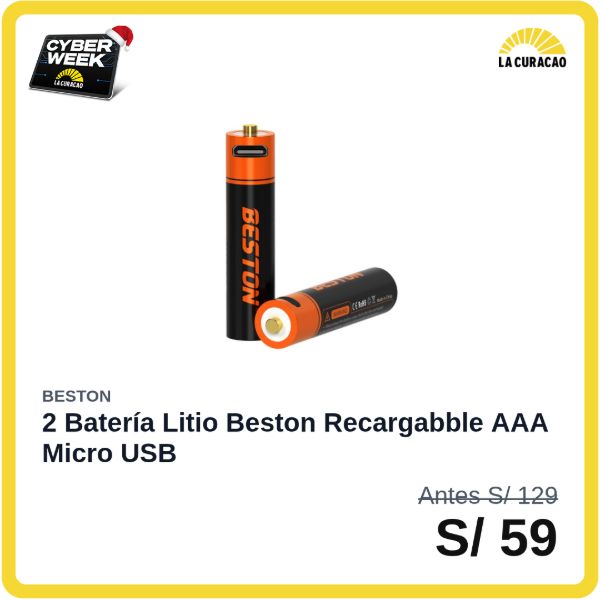 CYBER
WEEK
LA CURACAO
LA CURACAO
BESTON
BESTON
BESTON
2 Batería Litio Beston Recargabble AAA
Micro USB
Antes S/ 129
S/ 59